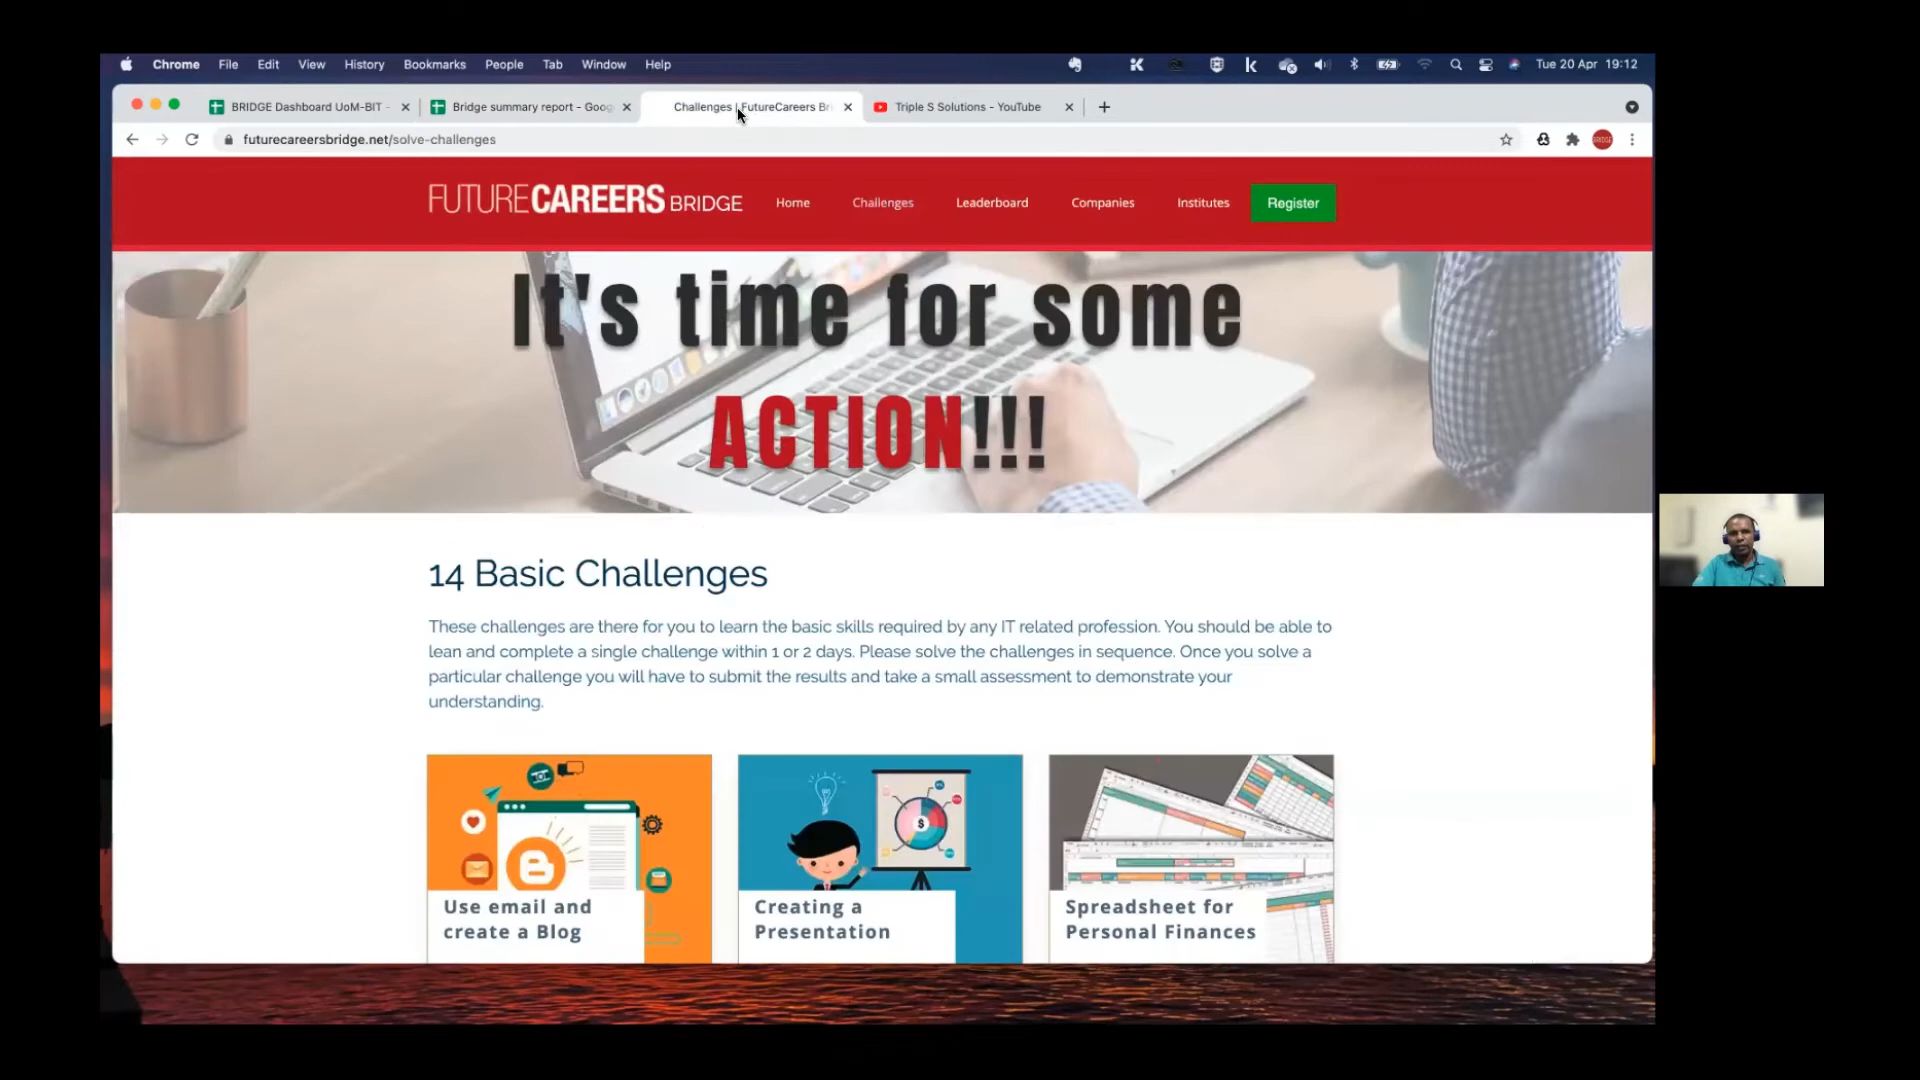 Chrome File Edit View History Bookmarks People Tab Window Help Tue 20 Apr 19:12
BRIDGE Dashboard UoM-BIT - Bridge summary report - Goog Challenges | FutureCareers Bri Triple S Solutions - YouTube
futurecareersbridge.net/solve-challenges
FUTURECAREERS BRIDGE Home Challenges Leaderboard Companies Institutes Register
It's time for some
ACTION!!!
14 Basic Challenges
These challenges are there for you to learn the basic skills required by any IT related profession. You should be able to
lean and complete a single challenge within 1 or 2 days. Please solve the challenges in sequence. Once you solve a
particular challenge you will have to submit the results and take a small assessment to demonstrate your
understanding.
Use email and
create a Blog
Creating a
Presentation
Spreadsheet for
Personal Finances